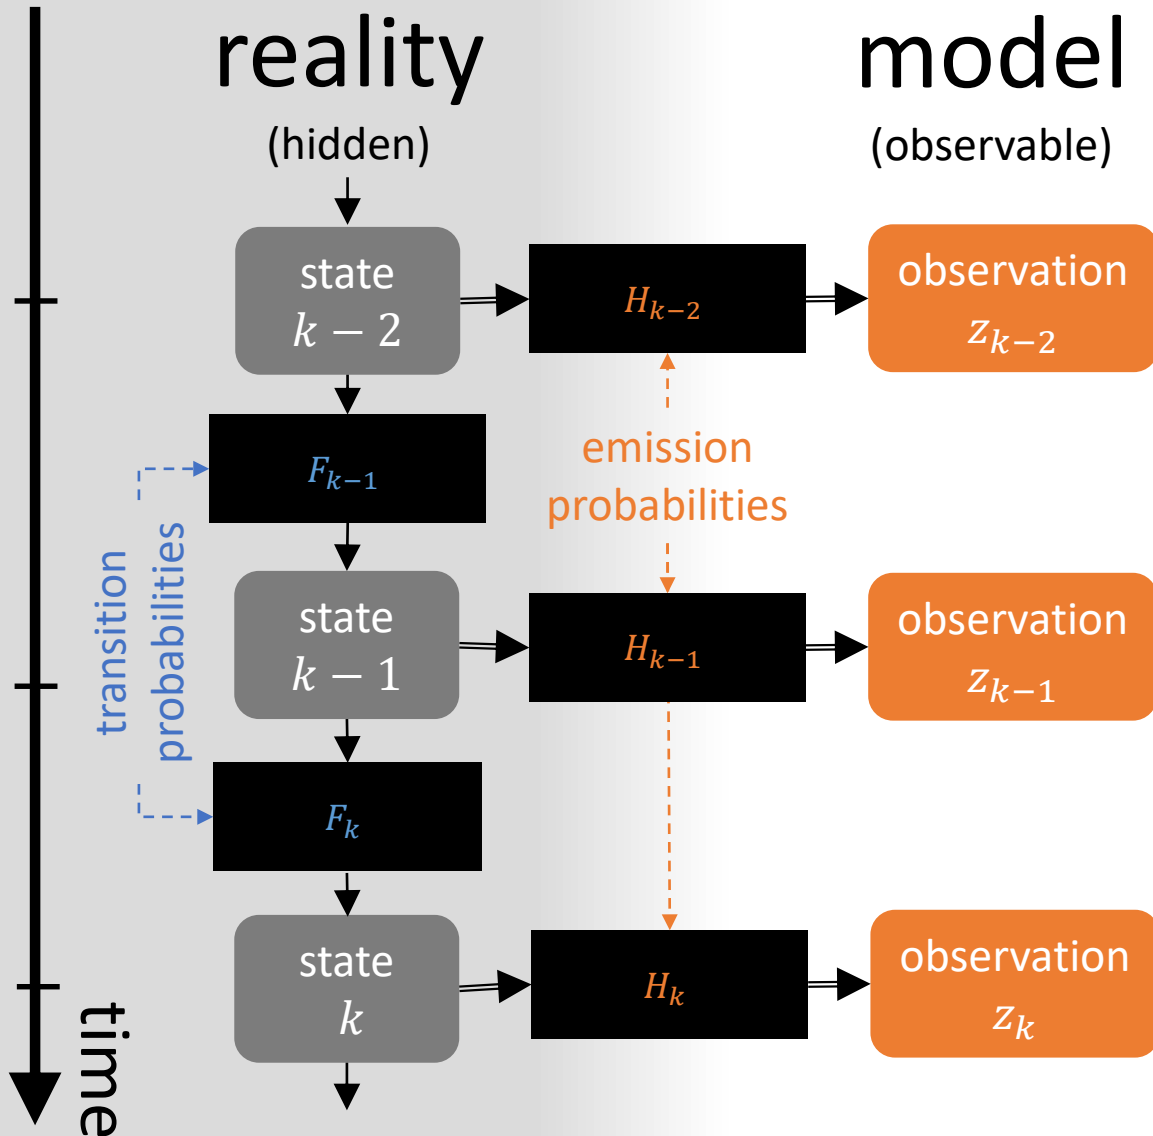 reality
model
(hidden)
(observable)
state
k − 2
H_{k−2}
observation
z_{k−2}
F_{k−1}
emission
probabilities
transition
probabilities
state
k − 1
H_{k−1}
observation
z_{k−1}
F_k
state
k
H_k
observation
z_k
time